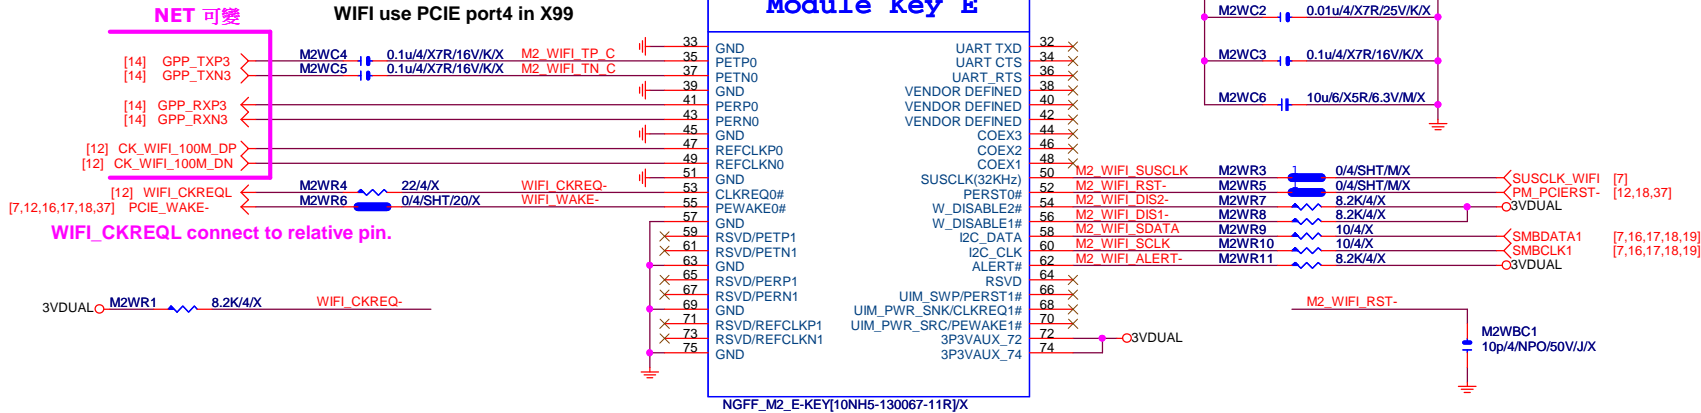 NET 可變
WIFI use PCIE port4 in X99
Module Key E
M2WC2 0.01u/4/X7R/25V/K/X
M2WC3 0.1u/4/X7R/16V/K/X
M2WC6 10u/6/X5R/6.3V/M/X
[14] GPP_TXP3 M2WC4 0.1u/4/X7R/16V/K/X M2_WIFI_TP_C
[14] GPP_TXN3 M2WC5 0.1u/4/X7R/16V/K/X M2_WIFI_TN_C
[14] GPP_RXP3
[14] GPP_RXN3
[12] CK_WIFI_100M_DP
[12] CK_WIFI_100M_DN
[12] WIFI_CKREQL M2WR4 22/4/X WIFI_CKREQ-
[7,12,16,17,18,37] PCIE_WAKE- M2WR6 0/4/SHT/20/X WIFI_WAKE-
WIFI_CKREQL connect to relative pin.
3VDUAL M2WR1 8.2K/4/X WIFI_CKREQ-
33 GND
35 PETP0
37 PETN0
39 GND
41 PERP0
43 PERN0
45 GND
47 REFCLKP0
49 REFCLKN0
51 GND
53 CLKREQ0#
55 PEWAKE0#
57 GND
59 RSVD/PETP1
61 RSVD/PETN1
63 GND
65 RSVD/PERP1
67 RSVD/PERN1
69 GND
71 RSVD/REFCLKP1
73 RSVD/REFCLKN1
75 GND
UART TXD 32
UART CTS 34
UART_RTS 36
VENDOR DEFINED 38
VENDOR DEFINED 40
VENDOR DEFINED 42
COEX3 44
COEX2 46
COEX1 48
SUSCLK(32KHz) 50
PERST0# 52
W_DISABLE2# 54
W_DISABLE1# 56
I2C_DATA 58
I2C_CLK 60
ALERT# 62
RSVD 64
UIM_SWP/PERST1# 66
UIM_PWR_SNK/CLKREQ1# 68
UIM_PWR_SRC/PEWAKE1# 70
3P3VAUX_72 72
3P3VAUX_74 74
M2_WIFI_SUSCLK M2WR3 0/4/SHT/M/X SUSCLK_WIFI [7]
M2_WIFI_RST- M2WR5 0/4/SHT/M/X PM_PCIERST- [12,18,37]
M2_WIFI_DIS2- M2WR7 8.2K/4/X 3VDUAL
M2_WIFI_DIS1- M2WR8 8.2K/4/X
M2_WIFI_SDATA M2WR9 10/4/X SMBDATA1 [7,16,17,18,19]
M2_WIFI_SCLK M2WR10 10/4/X SMBCLK1 [7,16,17,18,19]
M2_WIFI_ALERT- M2WR11 8.2K/4/X 3VDUAL
3VDUAL
M2_WIFI_RST-
M2WBC1
10p/4/NPO/50V/J/X
NGFF_M2_E-KEY[10NH5-130067-11R]/X